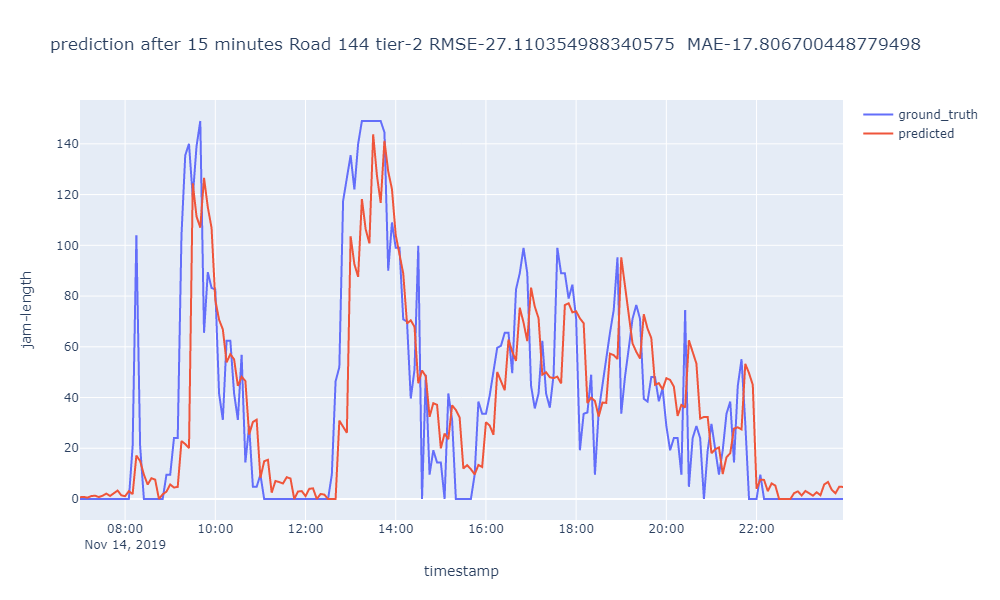 prediction after 15 minutes Road 144 tier-2 RMSE-27.110354988340575  MAE-17.806700448779498
ground_truth
predicted
140
120
100
80
60
40
20
0
jam-length
08:00 10:00 12:00 14:00 16:00 18:00 20:00 22:00
Nov 14, 2019
timestamp